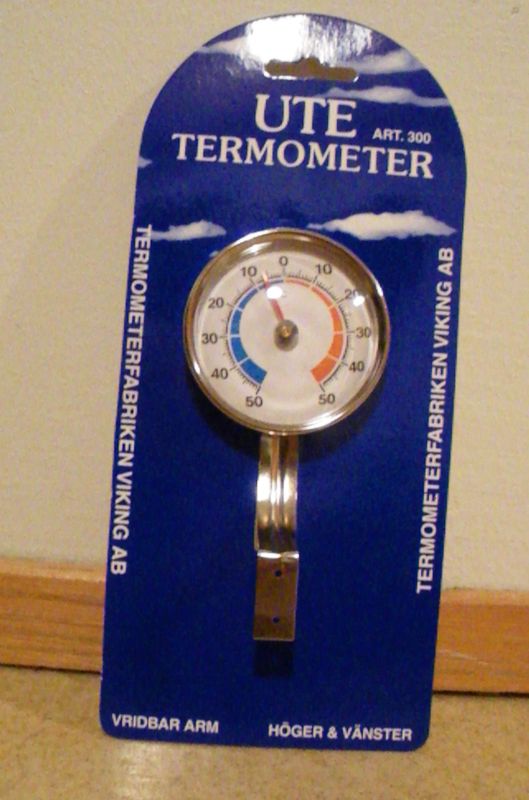 UTE
ART. 300
TERMOMETER
TERMOMETERFABRIKEN VIKING AB
TERMOMETERFABRIKEN VIKING AB
50 40 30 20 10 0 10 20 30 40 50
VRIDBAR ARM
HÖGER & VÄNSTER